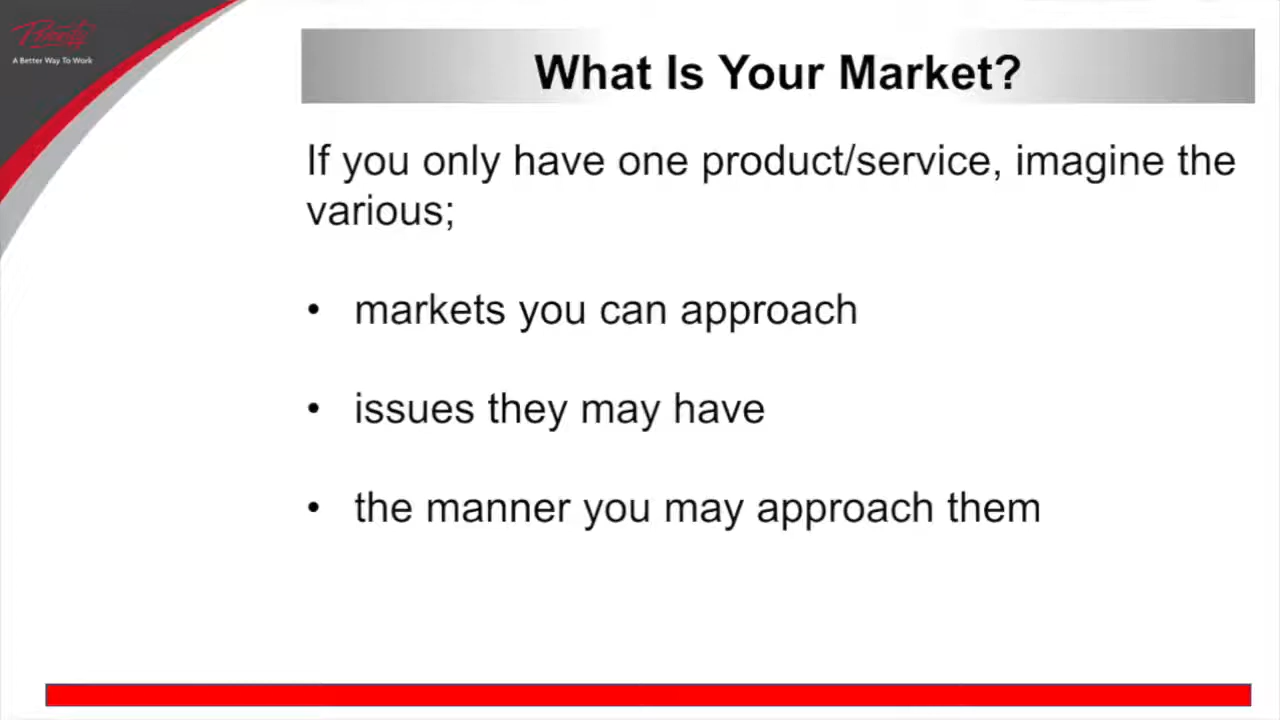 Priority
A Better Way To Work
What Is Your Market?
If you only have one product/service, imagine the
various;
• markets you can approach
• issues they may have
• the manner you may approach them